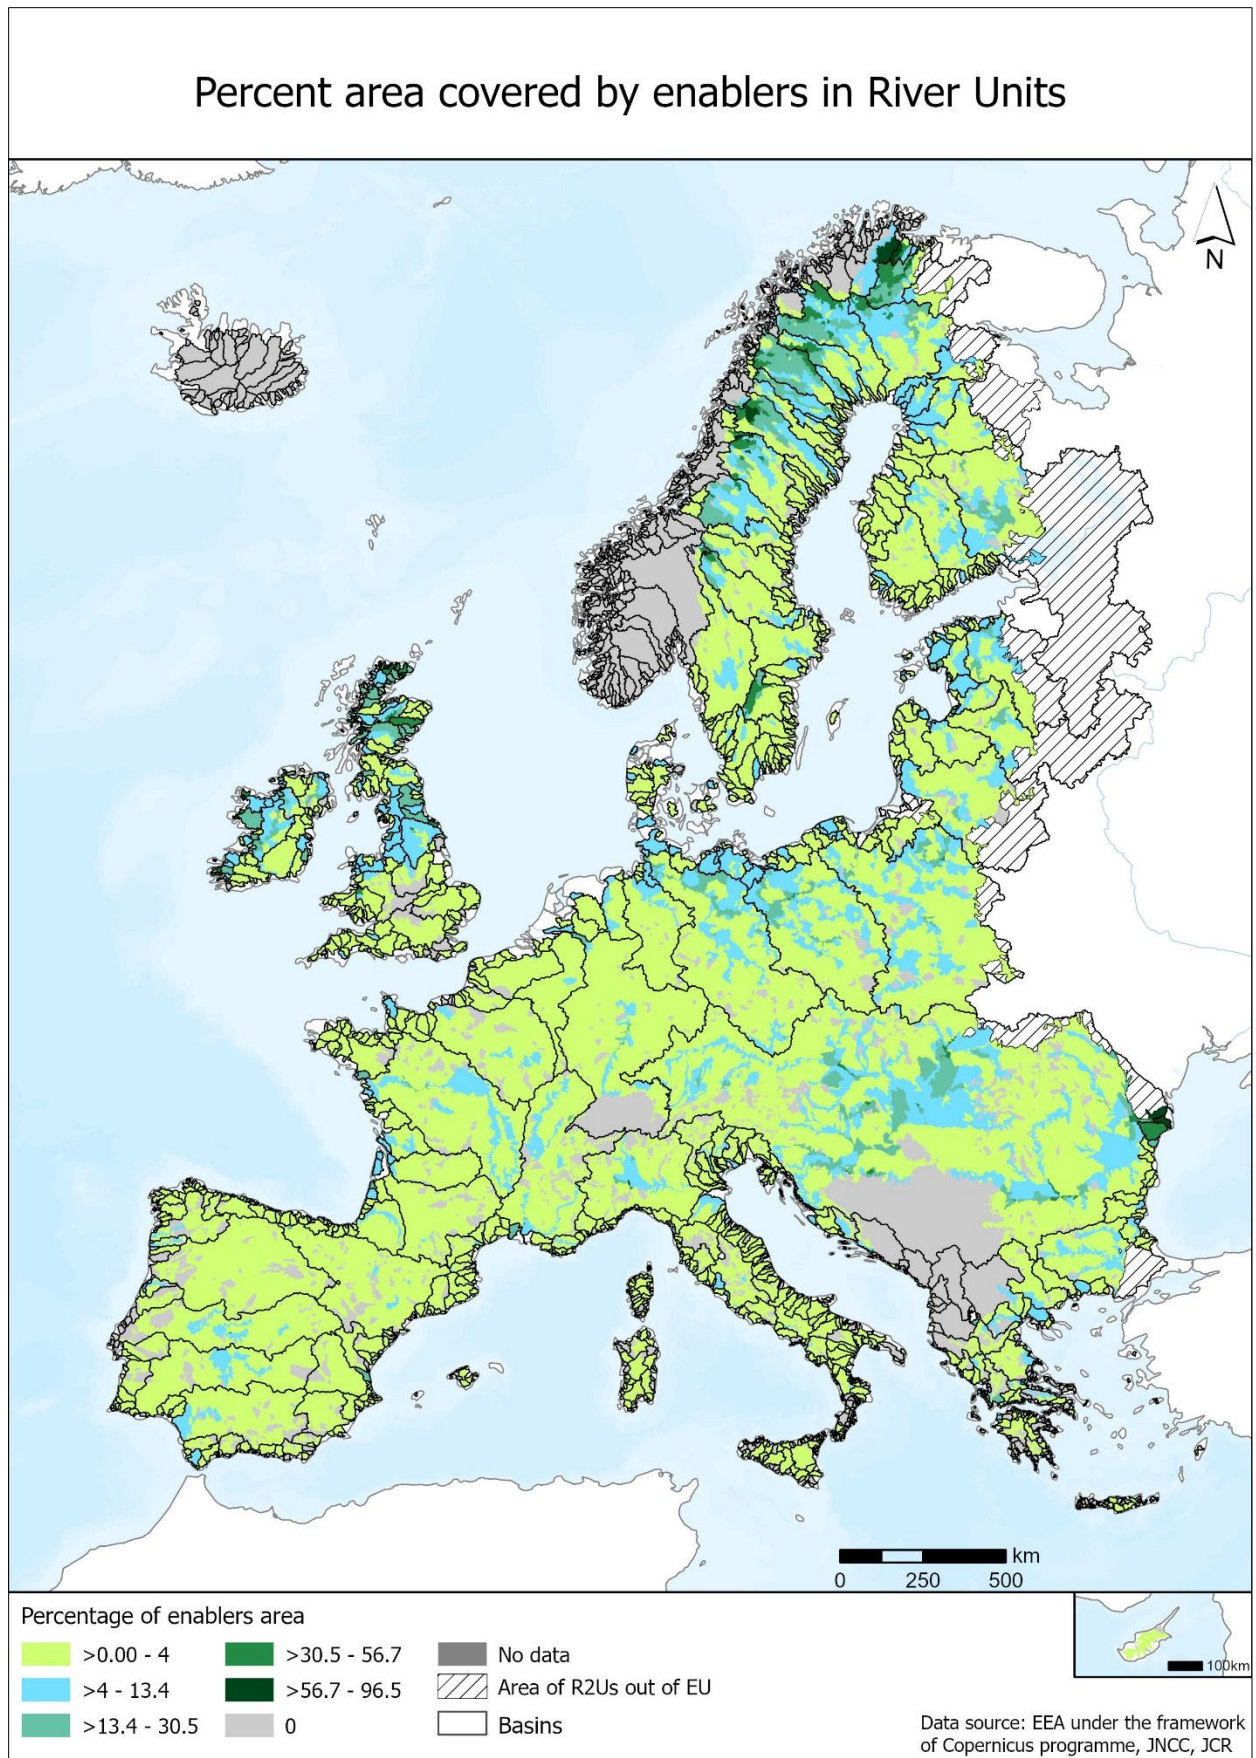 Percent area covered by enablers in River Units
N
km
0 250 500
Percentage of enablers area
>0.00 - 4
>4 - 13.4
>13.4 - 30.5
>30.5 - 56.7
>56.7 - 96.5
0
No data
Area of R2Us out of EU
Basins
100km
Data source: EEA under the framework
of Copernicus programme, JNCC, JCR